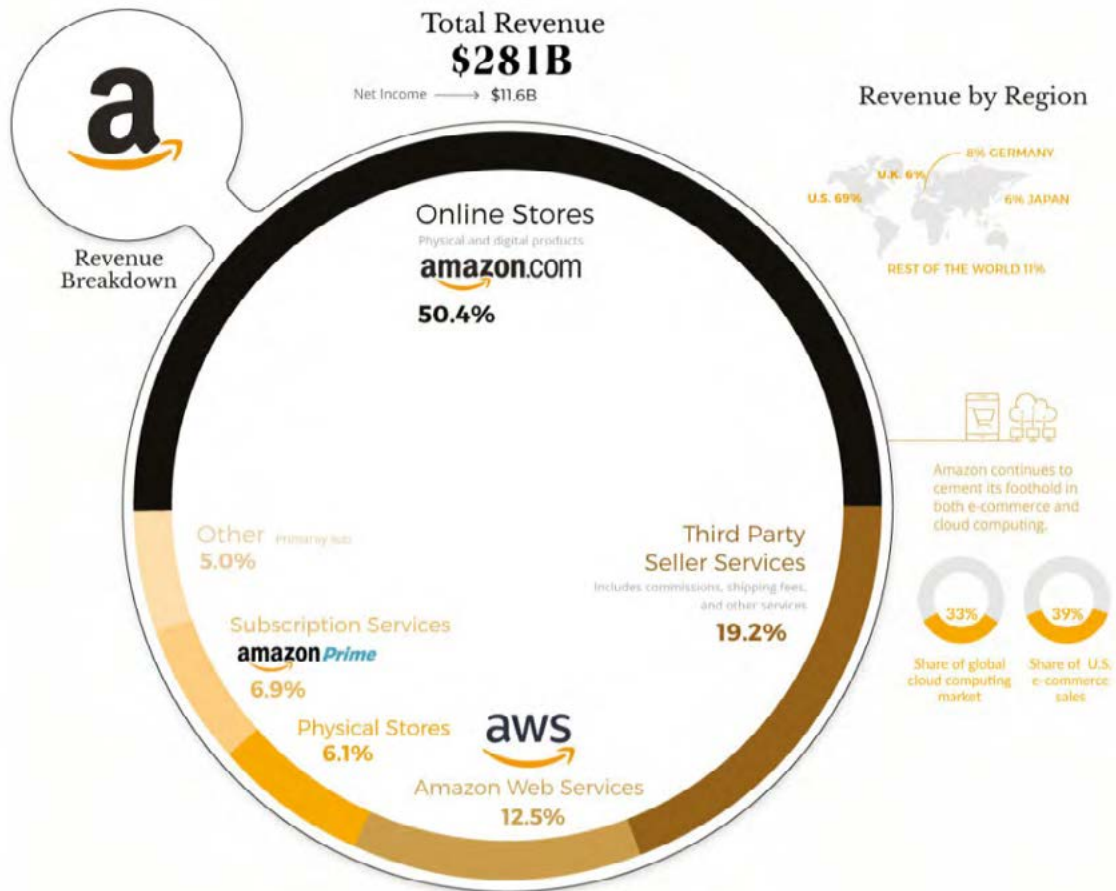 Total Revenue
$281B
Net Income → $11.6B
a
Revenue
Breakdown
Revenue by Region
8% GERMANY
U.K. 6%
U.S. 69%
6% JAPAN
REST OF THE WORLD 11%
Online Stores
Physical and digital products
amazon.com
50.4%
Amazon continues to
cement its foothold in
both e-commerce and
cloud computing.
33%
39%
Share of global
cloud computing
market
Share of U.S.
e-commerce
sales
Other
5.0%
Third Party
Seller Services
Includes commissions, shipping fees,
and other services
19.2%
Subscription Services
amazon Prime
6.9%
Physical Stores
6.1%
aws
Amazon Web Services
12.5%